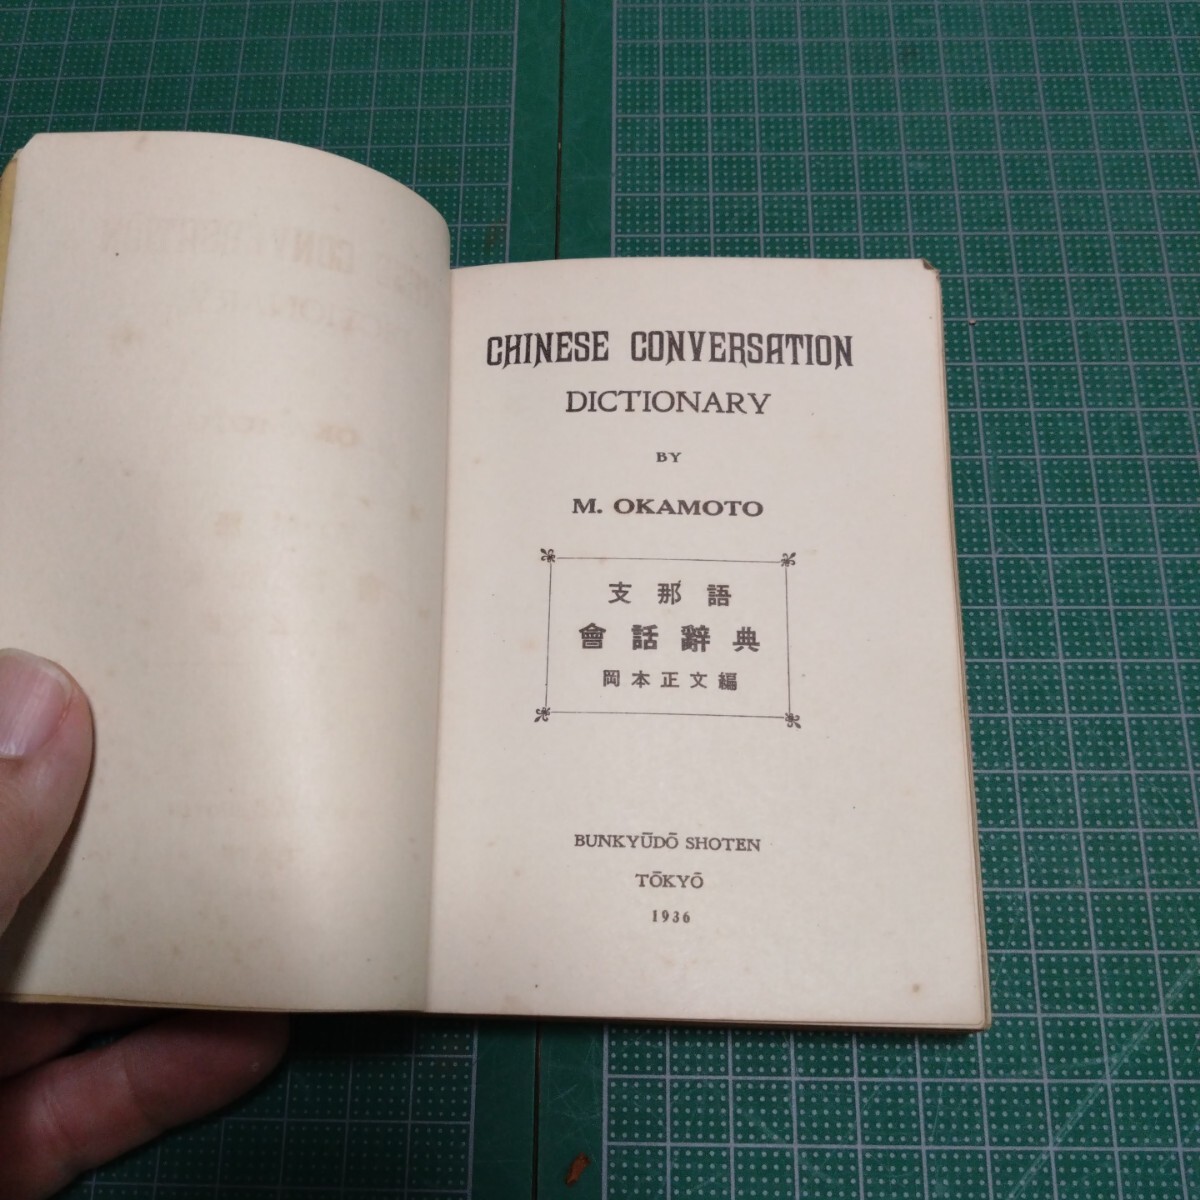 CHINESE CONVERSATION
DICTIONARY
BY
M. OKAMOTO
支那語
會話辭典
岡本正文編
BUNKYŪDŌ SHOTEN
TŌKYŌ
1936